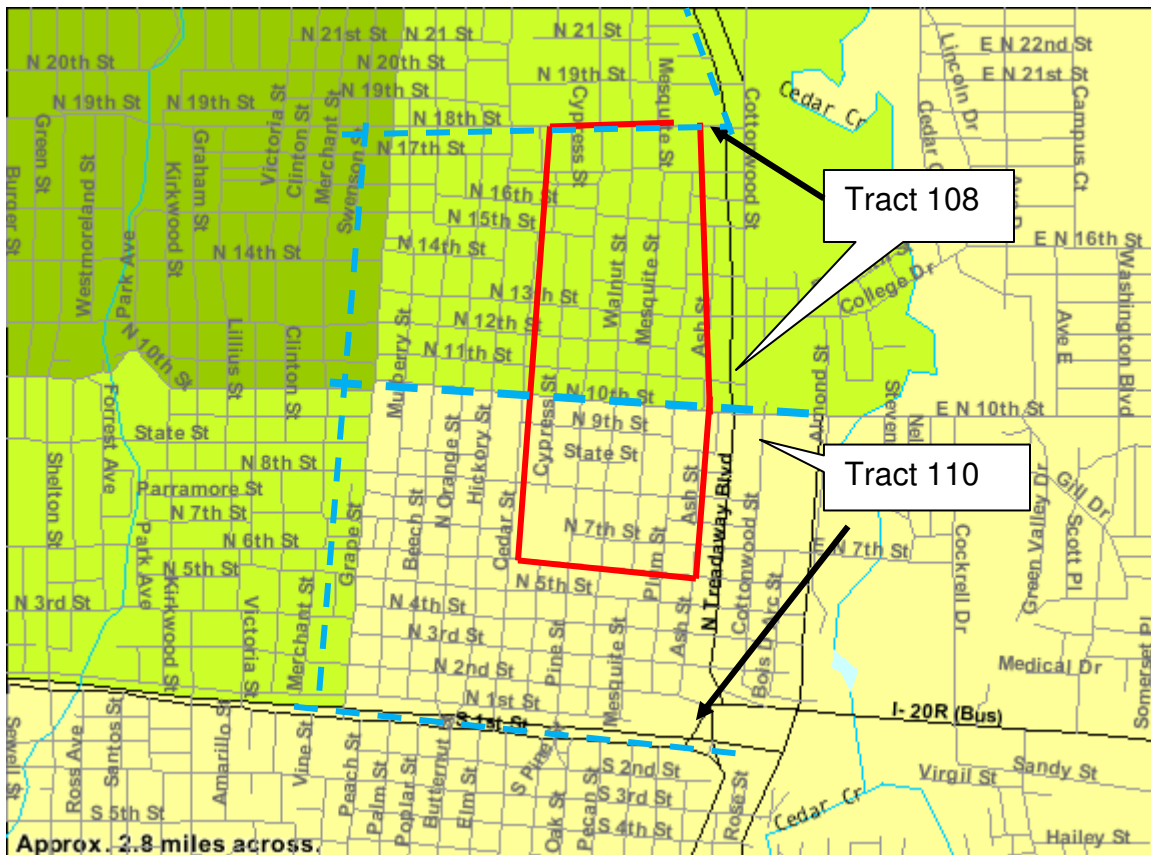 N 21st St
N 21 St
N 21 St
E N 22nd St
N 20th St
N 20th St
Lincoln Dr
E N 21st St
N 19th St
Mesquite St
Cedar Cr
N 19th St
N 19th St
N 19th St
Victoria St
Clinton St
Merchant St
Cypress St
Cottonwood St
Campus Ct
N 18th St
Green St
Graham St
Swenson St
N 17th St
Burger St
Kirkwood St
N 16th St
Tract 108
Westmoreland St
Park Ave
N 15th St
N 14th St
N 14th St
Walnut St
Mesquite St
E N 16th St
College Dr
Washington Blvd
N 13th St
N 12th St
Ash St
Ave E
N 10th St
Lillius St
Clinton St
Mulberry St
N 11th St
N 10th St
Almond St
Forrest Ave
State St
N Orange St
Hickory St
Cypress St
N 9th St
E N 10th St
N 8th St
State St
Shelton St
Parramore St
Tract 110
N 7th St
Beech St
Cedar St
N 7th St
Ash St
N Treadaway Blvd
Gill Dr
Green Valley Dr
Scott Pl
Park Ave
N 6th St
Grape St
Plum St
Cottonwood St
N 7th St
Cockrell Dr
N 5th St
N 5th St
N 3rd St
Kirkwood St
Victoria St
Merchant St
N 4th St
N 3rd St
Pine St
Mesquite St
Ash St
Bois D Arc St
Somerset Pl
Medical Dr
N 2nd St
N 1st St
S 1st St
I- 20R (Bus)
Sewell St
Ross Ave
Santos St
Amarillo St
Vine St
Peach St
Palm St
Poplar St
Butternut St
Elm St
S Pine
Oak St
Pecan St
S 2nd St
S 3rd St
S 4th St
Rose St
Virgil St
Sandy St
S 5th St
Cedar Cr
Hailey St
Approx. 2.8 miles across.